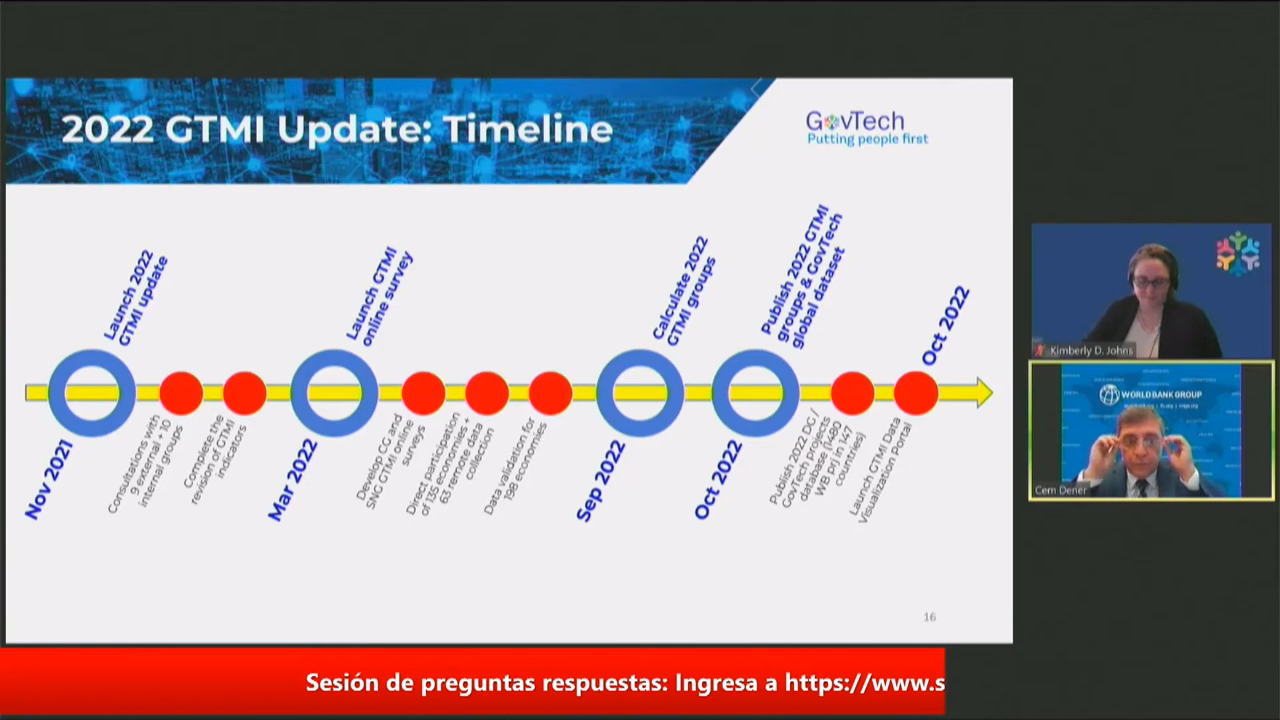 2022 GTMI Update: Timeline
GovTech
Putting people first
Launch 2022
GTMI update
Launch GTMI
online survey
Calculate 2022
GTMI groups
Publish 2022 GTMI
groups & GovTech
global dataset
Oct 2022
Nov 2021
Consultations with
9 external + 10
internal groups
Complete the
revision of GTMI
indicators
Mar 2022
Develop CG and
SNG GTMI online
surveys
Direct participation
of 135 economies +
63 remote data
collection
Data validation for
198 economies
Sep 2022
Oct 2022
Publish 2022 DG /
GovTech projects
database (1480
WB prj in 147
countries)
Launch GTMI Data
Visualization Portal
16
Kimberly D. Johns
WORLD BANK GROUP
Cem Dener
Sesión de preguntas respuestas: Ingresa a https://www.s